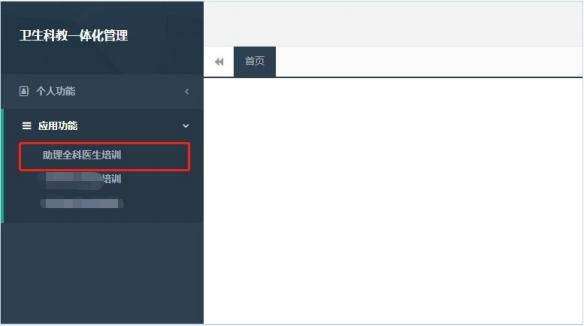 卫生科教一体化管理
首页
个人功能
应用功能
助理全科医生培训
培训